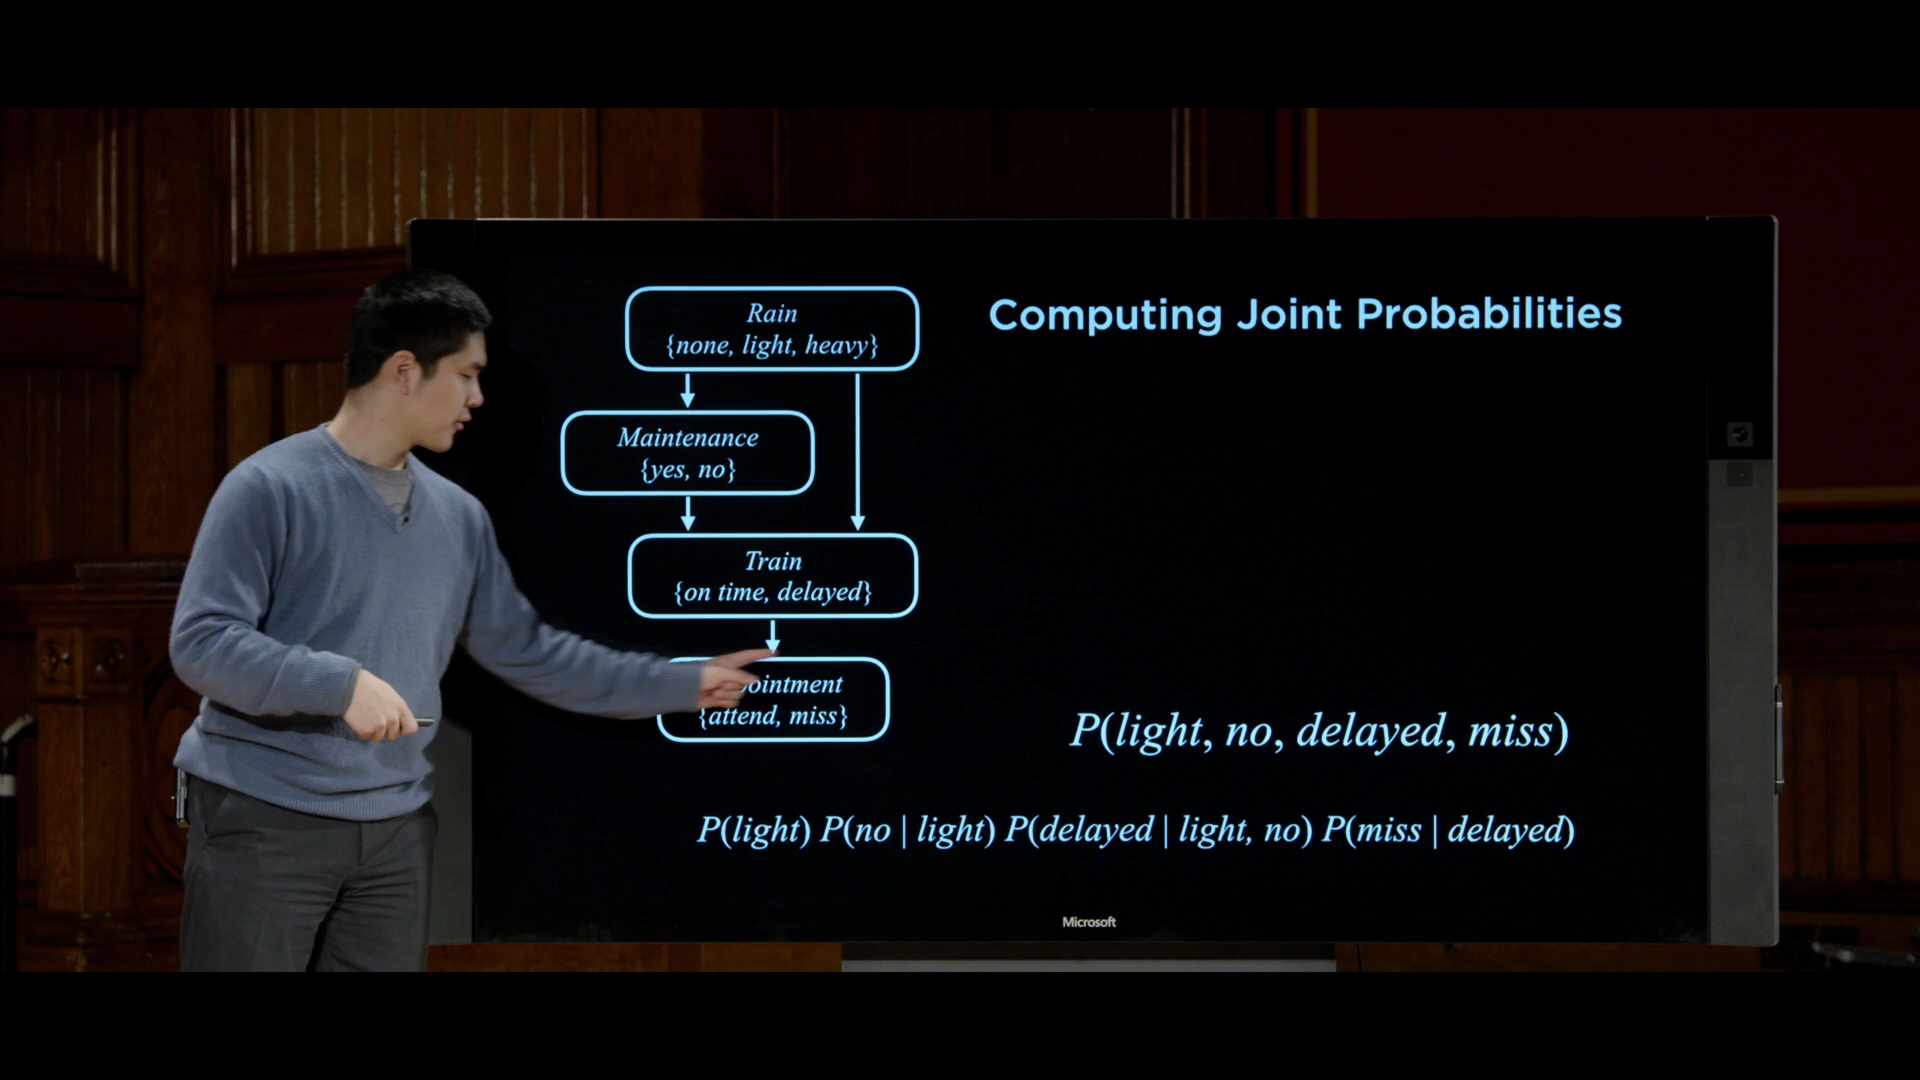 Computing Joint Probabilities
Rain
{none, light, heavy}
Maintenance
{yes, no}
Train
{on time, delayed}
{attend, miss}
P(light, no, delayed, miss)
P(light) P(no | light) P(delayed | light, no) P(miss | delayed)
Microsoft